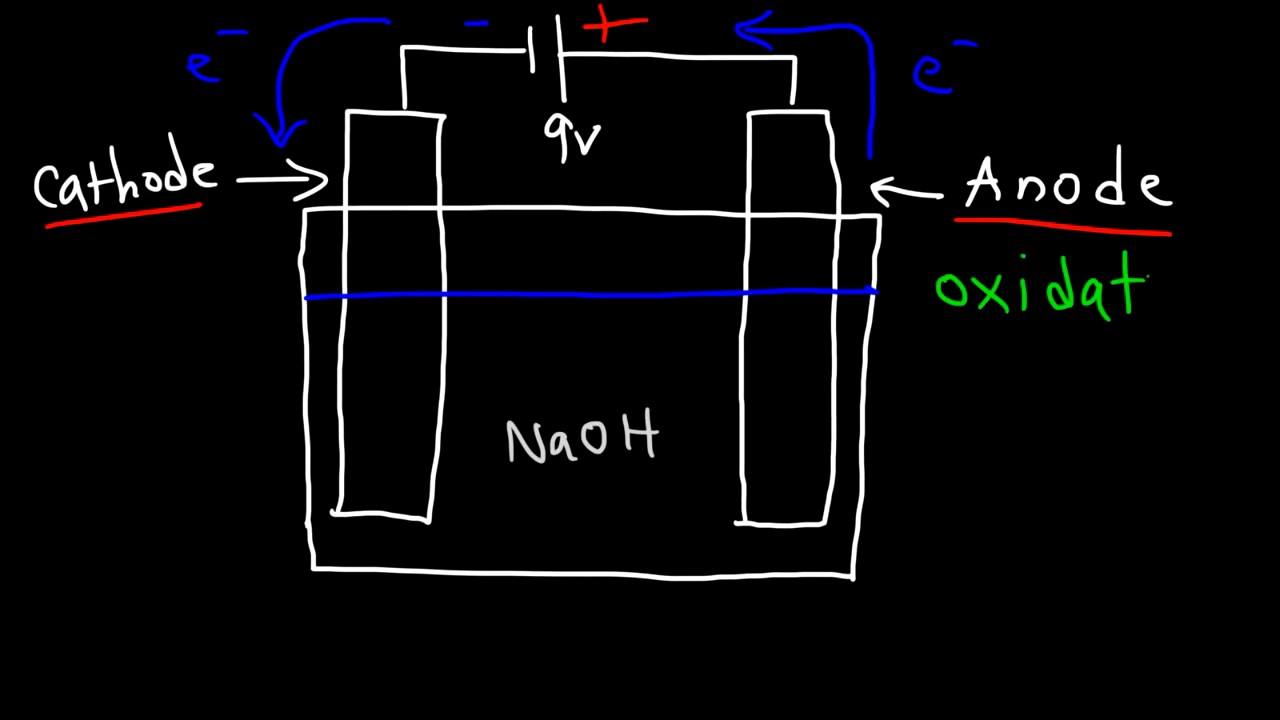 e⁻ - + e⁻
9v
Cathode Anode
oxidat
NaOH